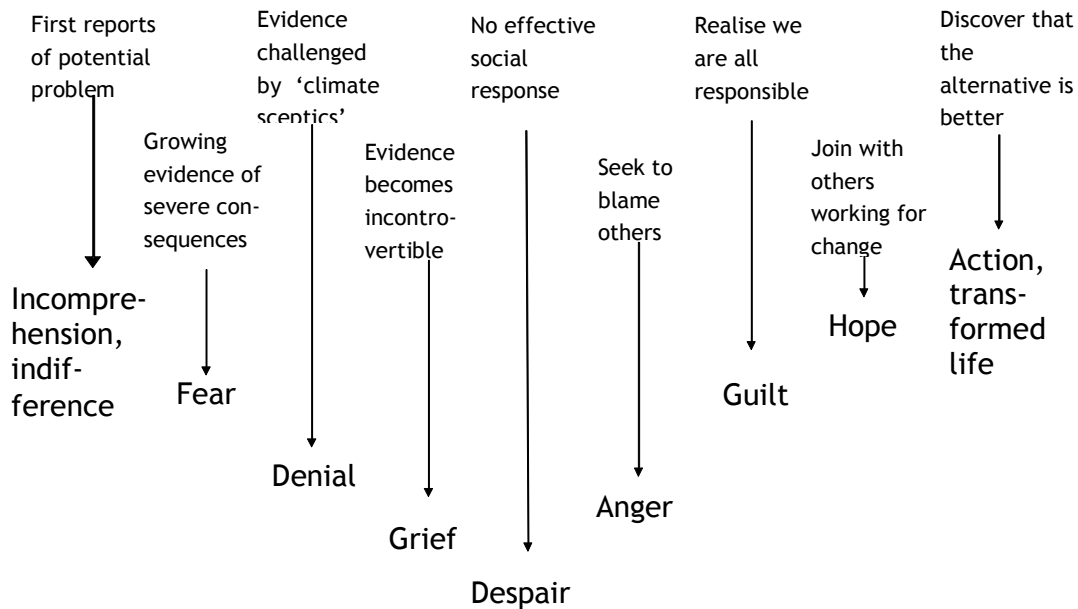 First reports
of potential
problem
Incompre-
hension,
indif-
ference
Growing
evidence of
severe con-
sequences
Fear
Evidence
challenged
by ‘climate
sceptics’
Denial
Evidence
becomes
incontro-
vertible
Grief
No effective
social
response
Despair
Seek to
blame
others
Anger
Realise we
are all
responsible
Guilt
Join with
others
working for
change
Hope
Discover that
the
alternative is
better
Action,
trans-
formed
life